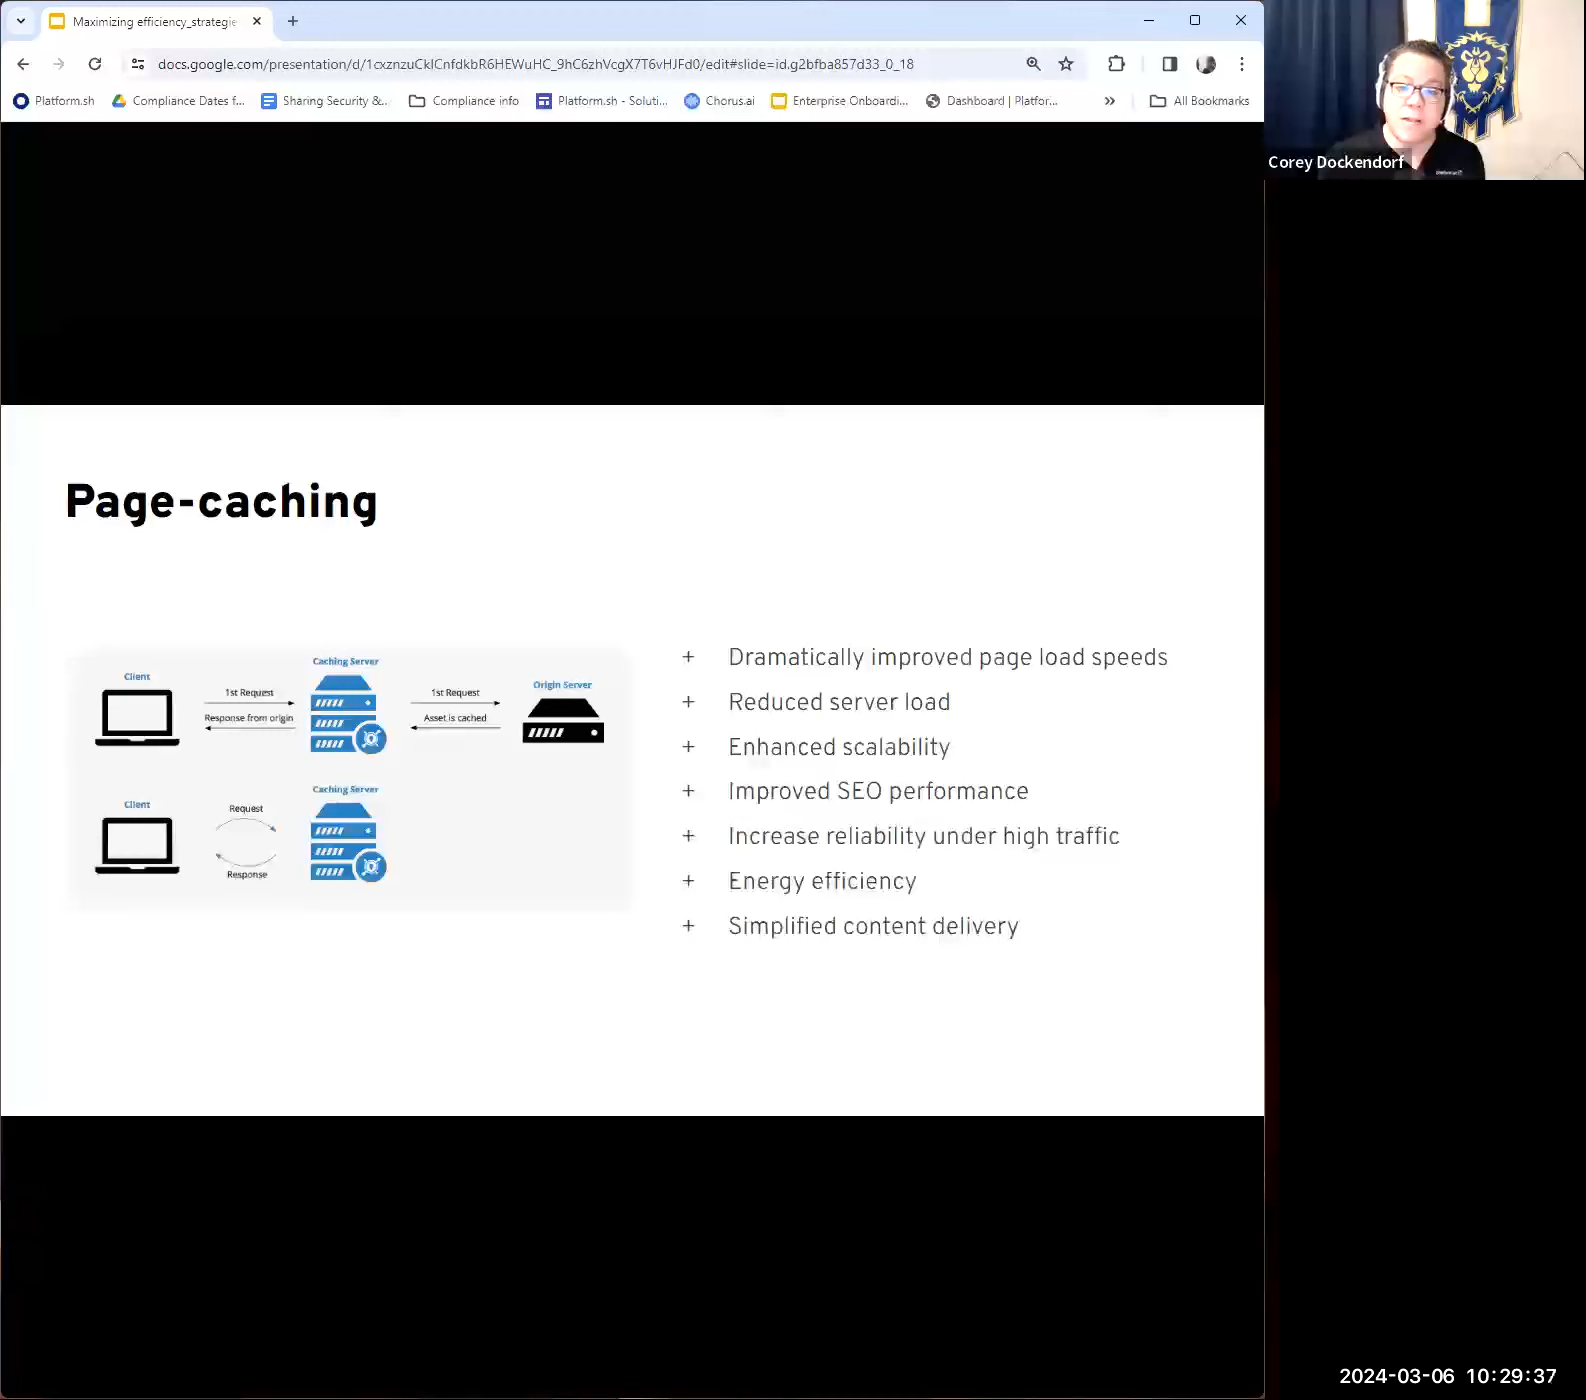 Maximizing efficiency_strategie
docs.google.com/presentation/d/1cxznzuCkICnfdkbR6HEWuHC_9hC6zhVcgX7T6vHJFd0/edit#slide=id.g2bfba857d33_0_18
Platform.sh
Compliance Dates f...
Sharing Security &...
Compliance info
Platform.sh - Soluti...
Chorus.ai
Enterprise Onboardi...
Dashboard | Platfor...
All Bookmarks
Corey Dockendorf
Page-caching
Client
1st Request
Response from origin
Caching Server
1st Request
Asset is cached
Origin Server
Client
Request
Response
Caching Server
+ Dramatically improved page load speeds
+ Reduced server load
+ Enhanced scalability
+ Improved SEO performance
+ Increase reliability under high traffic
+ Energy efficiency
+ Simplified content delivery
2024-03-06 10:29:37